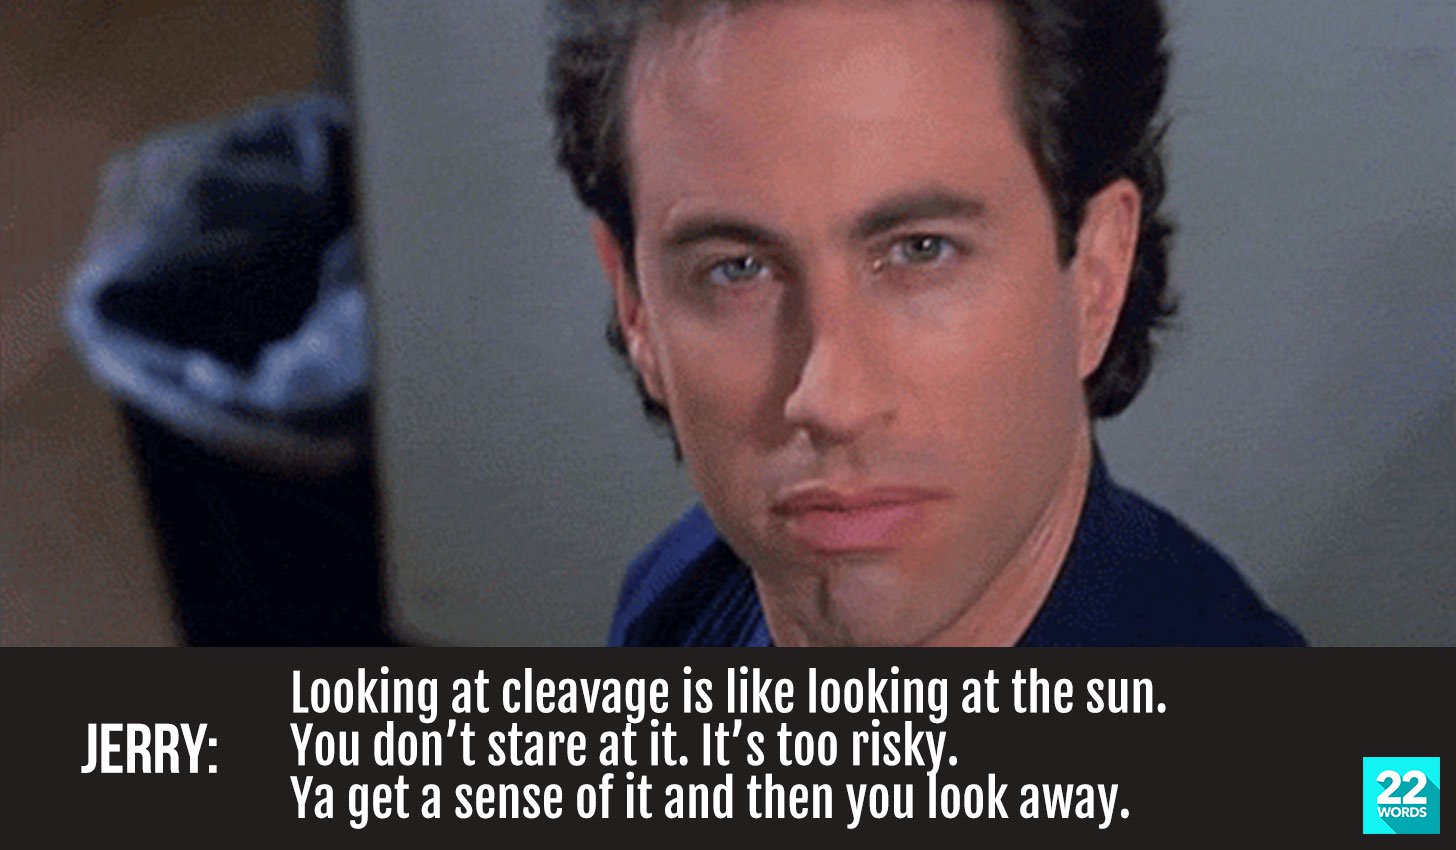 JERRY:
Looking at cleavage is like looking at the sun.
You don't stare at it. It's too risky.
Ya get a sense of it and then you look away.
22
WORDS